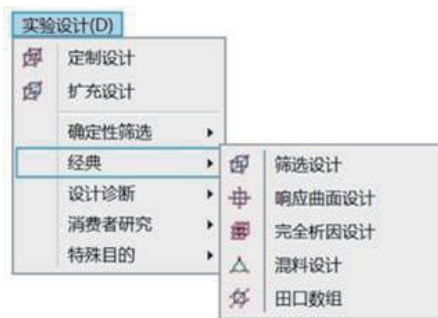 实验设计(D)
定制设计
扩充设计
确定性筛选
经典
设计诊断
消费者研究
特殊目的
筛选设计
响应曲面设计
完全析因设计
混料设计
田口数组